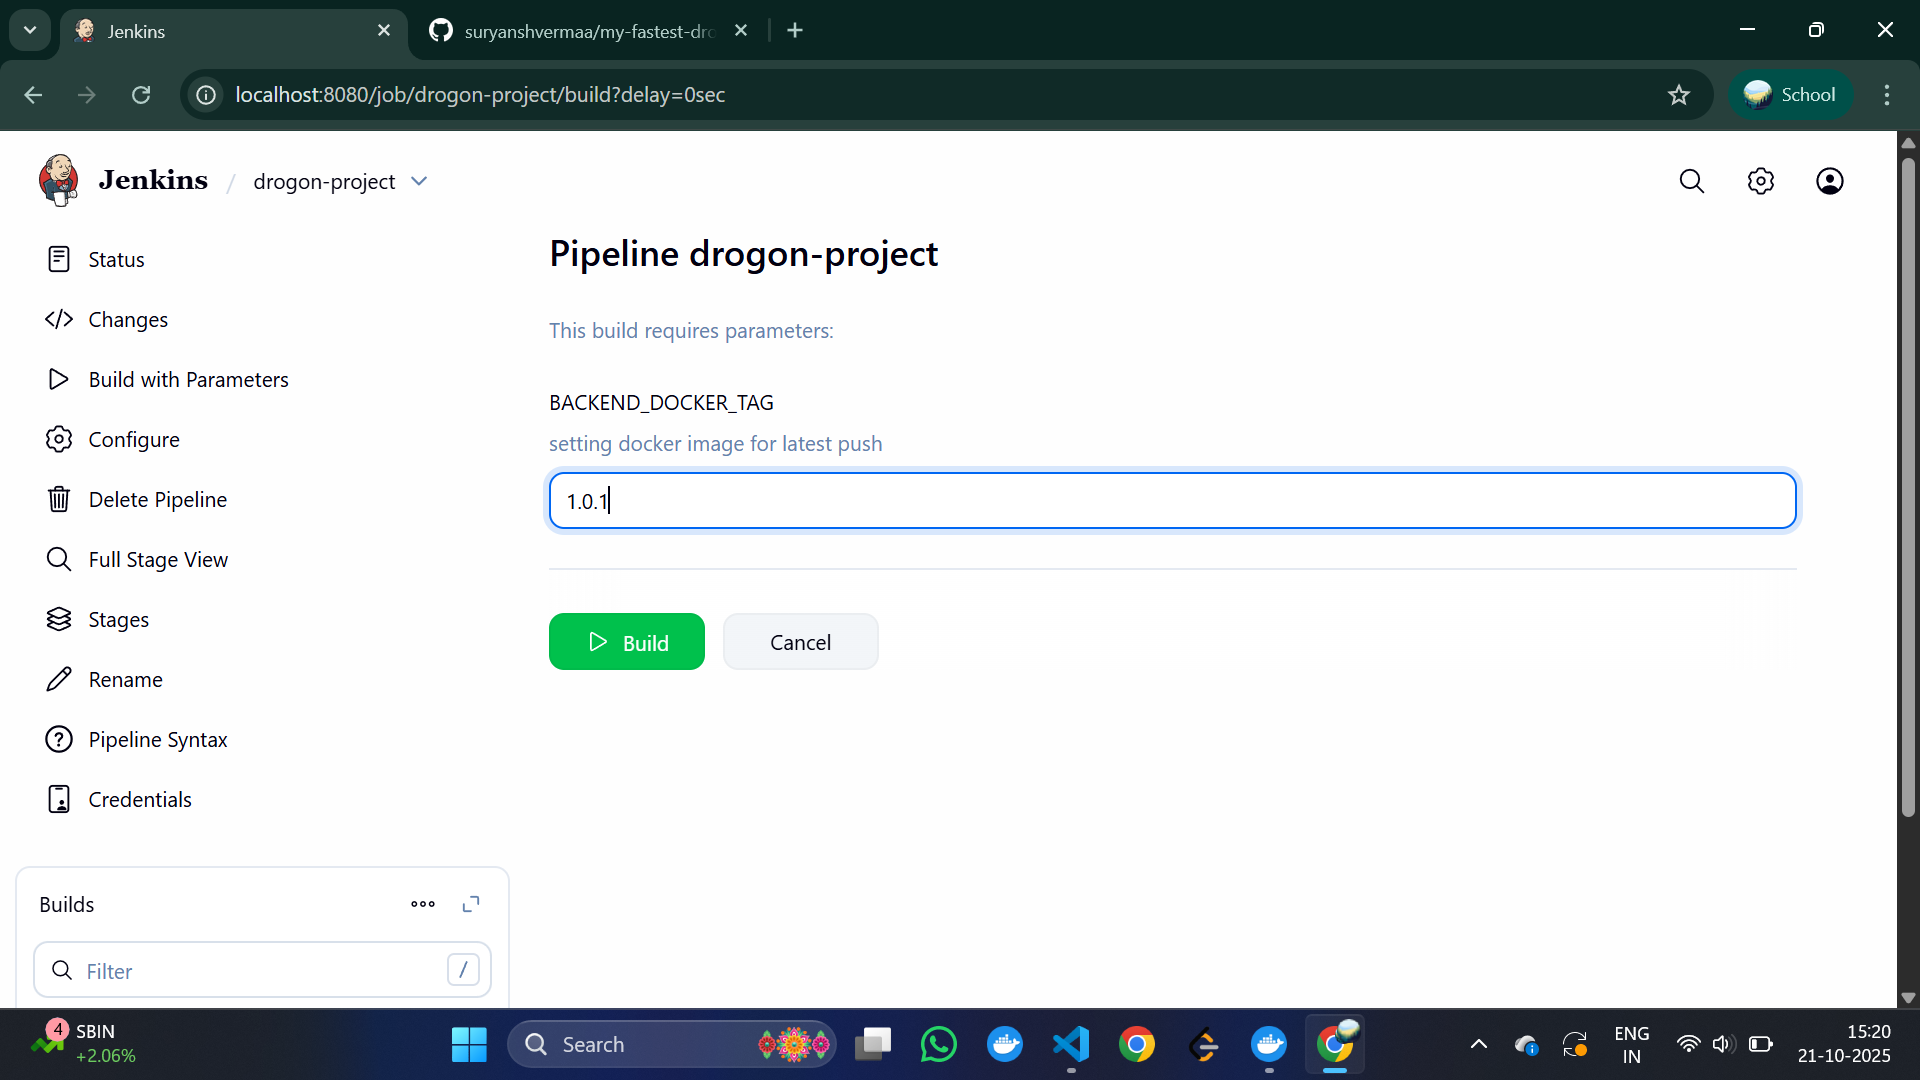 Jenkins
suryanshvermaa/my-fastest-dro
localhost:8080/job/drogon-project/build?delay=0sec
School
Jenkins / drogon-project
Status
Changes
Build with Parameters
Configure
Delete Pipeline
Full Stage View
Stages
Rename
Pipeline Syntax
Credentials
Builds
Filter
/
Pipeline drogon-project
This build requires parameters:
BACKEND_DOCKER_TAG
setting docker image for latest push
1.0.1
Build
Cancel
4
SBIN
+2.06%
Search
ENG
IN
15:20
21-10-2025